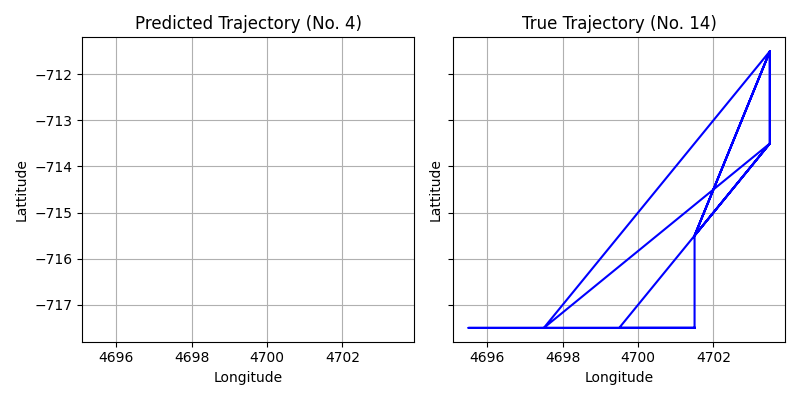 Predicted Trajectory (No. 4)
True Trajectory (No. 14)
−712
−713
−714
−715
−716
−717
Lattitude
Lattitude
4696
4698
4700
4702
4696
4698
4700
4702
Longitude
Longitude